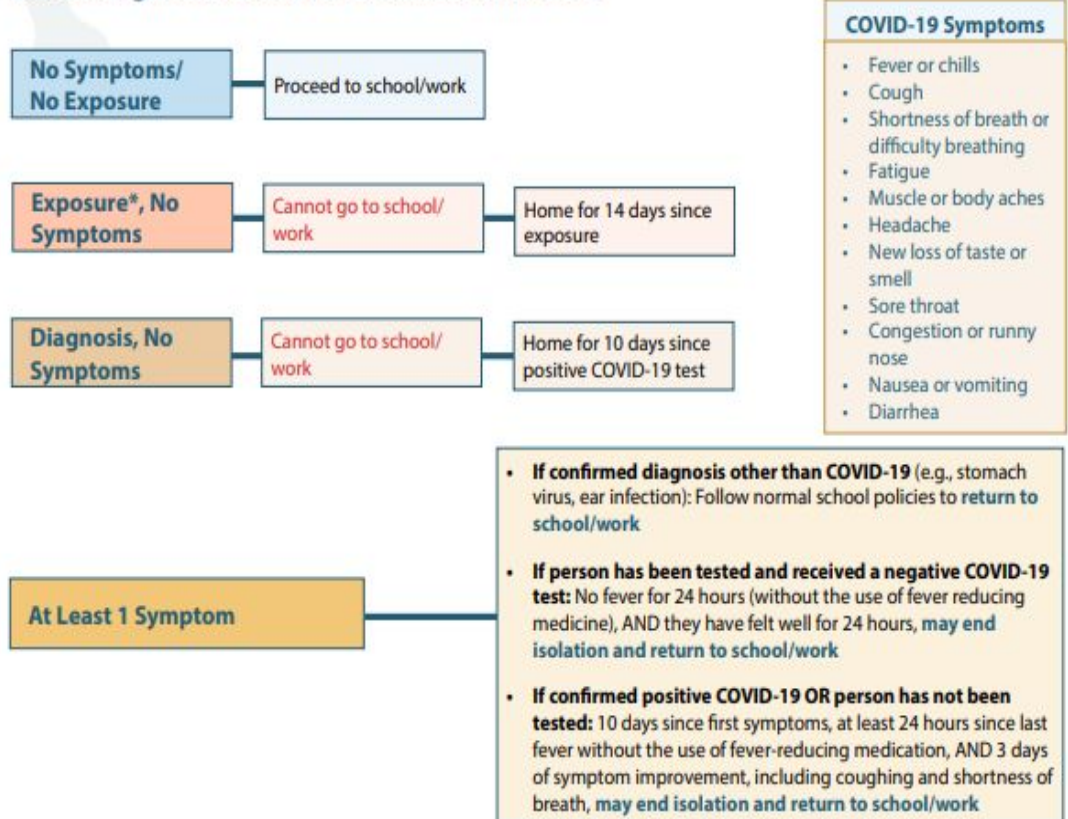 No Symptoms/
No Exposure
Proceed to school/work
Exposure*, No
Symptoms
Cannot go to school/
work
Home for 14 days since
exposure
Diagnosis, No
Symptoms
Cannot go to school/
work
Home for 10 days since
positive COVID-19 test
COVID-19 Symptoms
• Fever or chills
• Cough
• Shortness of breath or
difficulty breathing
• Fatigue
• Muscle or body aches
• Headache
• New loss of taste or
smell
• Sore throat
• Congestion or runny
nose
• Nausea or vomiting
• Diarrhea
At Least 1 Symptom
• If confirmed diagnosis other than COVID-19 (e.g., stomach
virus, ear infection): Follow normal school policies to return to
school/work
• If person has been tested and received a negative COVID-19
test: No fever for 24 hours (without the use of fever reducing
medicine), AND they have felt well for 24 hours, may end
isolation and return to school/work
• If confirmed positive COVID-19 OR person has not been
tested: 10 days since first symptoms, at least 24 hours since last
fever without the use of fever-reducing medication, AND 3 days
of symptom improvement, including coughing and shortness of
breath, may end isolation and return to school/work